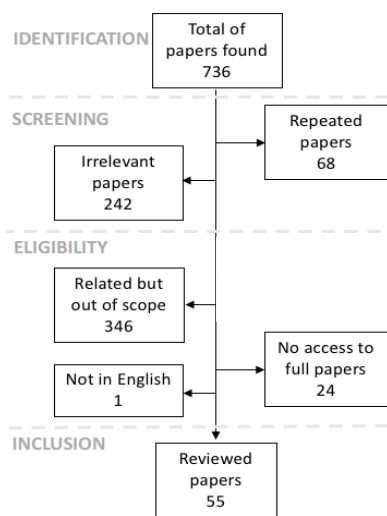 IDENTIFICATION
Total of
papers found
736
SCREENING
Repeated
papers
68
Irrelevant
papers
242
ELIGIBILITY
Related but
out of scope
346
No access to
full papers
24
Not in English
1
INCLUSION
Reviewed
papers
55